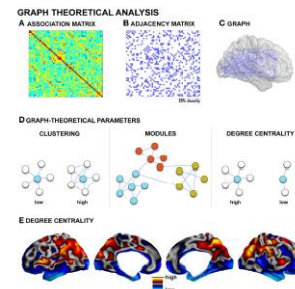 GRAPH THEORETICAL ANALYSIS
A ASSOCIATION MATRIX
B ADJACENCY MATRIX
C GRAPH
D GRAPH-THEORETICAL PARAMETERS
CLUSTERING
MODULES
DEGREE CENTRALITY
low
high
high
low
E DEGREE CENTRALITY
high